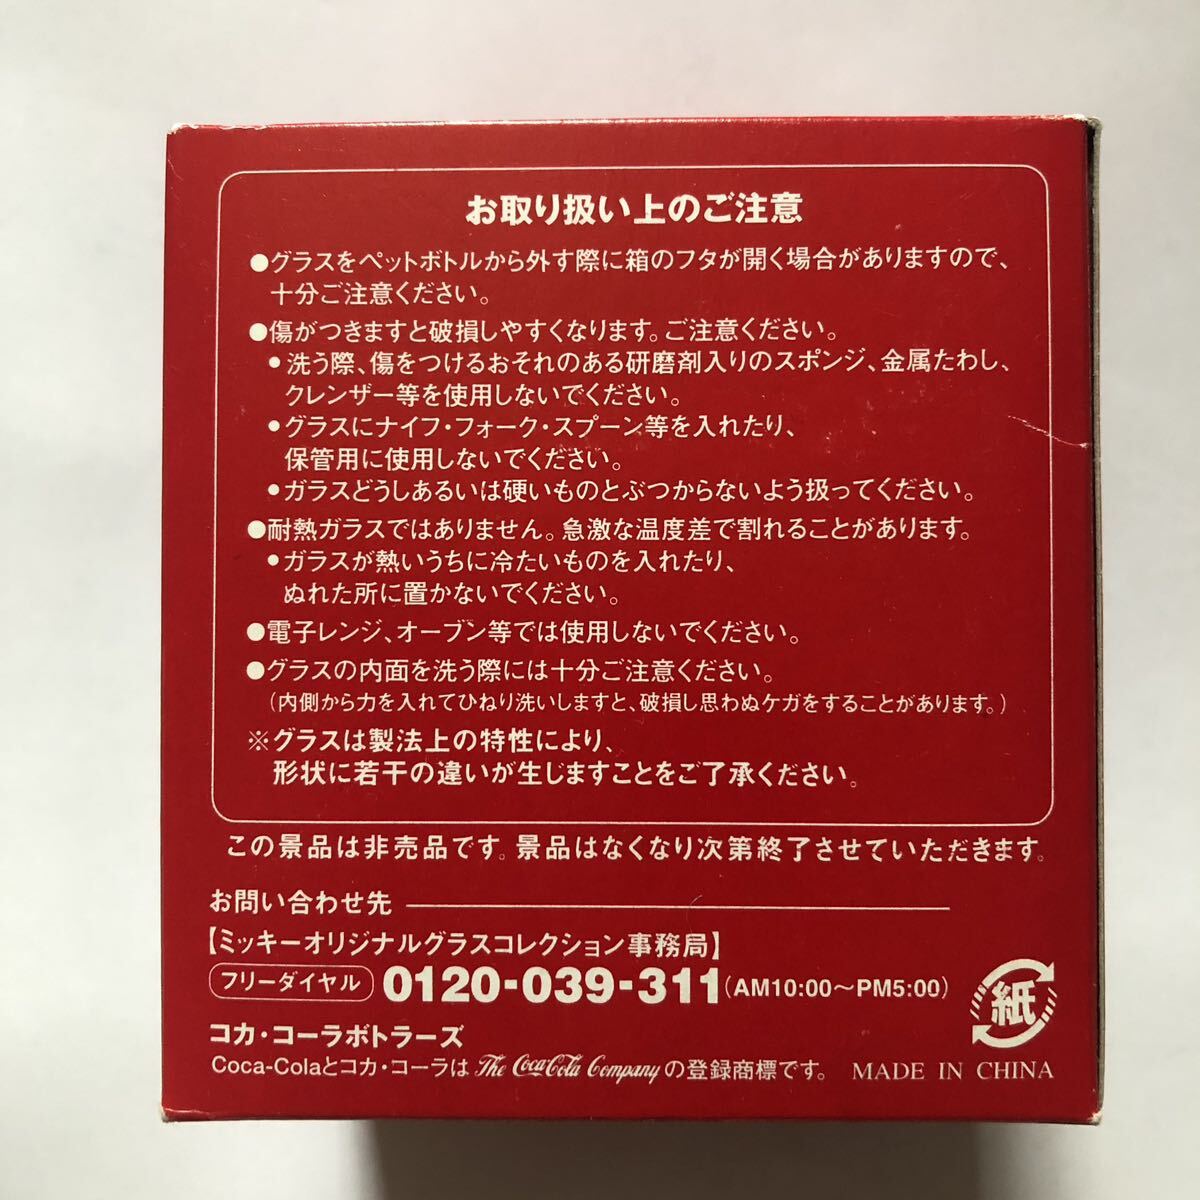 お取り扱い上のご注意
●グラスをペットボトルから外す際に箱のフタが開く場合がありますので、
十分ご注意ください。
●傷がつきますと破損しやすくなります。ご注意ください。
•洗う際、傷をつけるおそれのある研磨剤入りのスポンジ、金属たわし、
クレンザー等を使用しないでください。
•グラスにナイフ・フォーク・スプーン等を入れたり、
保管用に使用しないでください。
•ガラスどうしあるいは硬いものとぶつからないよう扱ってください。
●耐熱ガラスではありません。急激な温度差で割れることがあります。
•ガラスが熱いうちに冷たいものを入れたり、
ぬれた所に置かないでください。
●電子レンジ、オーブン等では使用しないでください。
●グラスの内面を洗う際には十分ご注意ください。
(内側から力を入れてひねり洗いしますと、破損し思わぬケガをすることがあります。)
※グラスは製法上の特性により、
形状に若干の違いが生じますことをご了承ください。
この景品は非売品です。景品はなくなり次第終了させていただきます。
お問い合わせ先
【ミッキーオリジナルグラスコレクション事務局】
フリーダイヤル 0120-039-311(AM10:00〜PM5:00)
紙
コカ・コーラボトラーズ
Coca-Colaとコカ・コーラは The Coca-Cola Company の登録商標です。 MADE IN CHINA